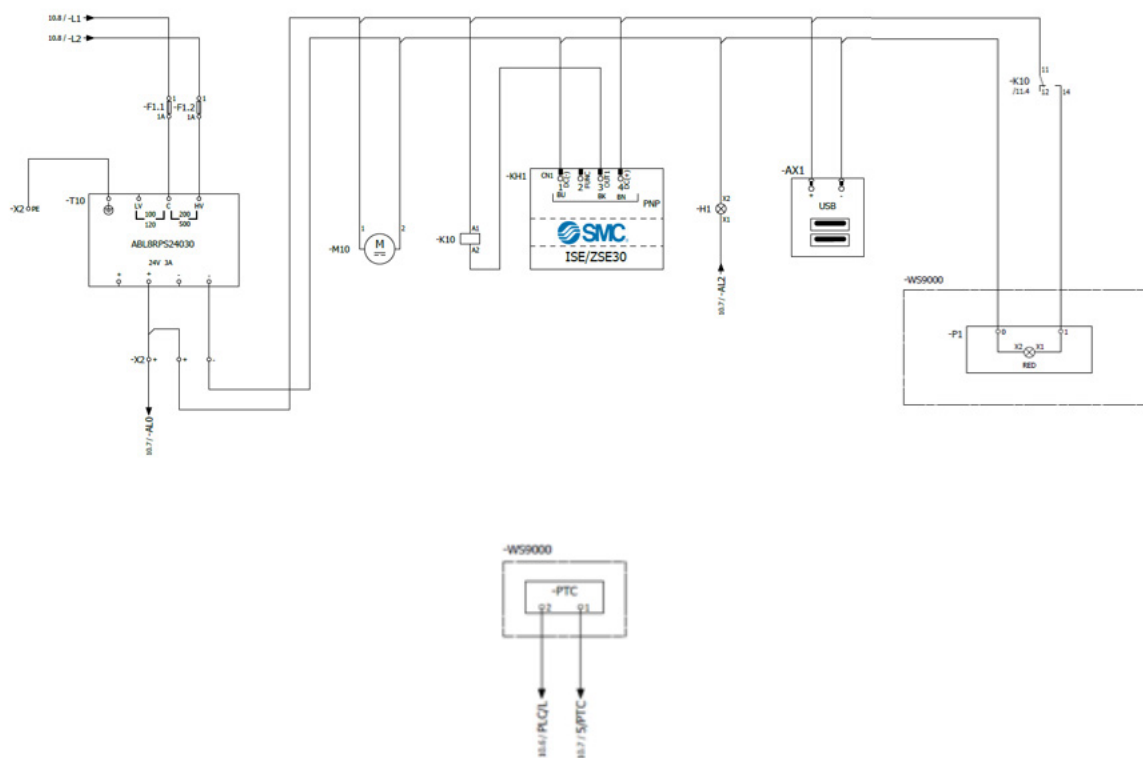 10.8 / -L1
10.8 / -L2
-F1.1
1
1A
-F1.2
1
1A
-X2 PE
-T10
LV C HV
100 200
120 500
ABL8RPS24030
24V 3A
+ + - -
-X2 + + -
10.7 / -AL0
1 2
-M10
M
-K10
A1
A2
-KH1
CN1
1 2 3 4
DC(-) FUNC OUT1 DC(+)
BU BK BN
PNP
SMC
ISE/ZSE30
-H1
X2
X1
10.7 / -AL2
-AX1
+ -
USB
-K10
/11.4
11
12 14
-WS9000
-P1
0 1
X2 X1
RED
-WS9000
-PTC
2 1
10.6 / PLC/L
10.7 / S/PTC